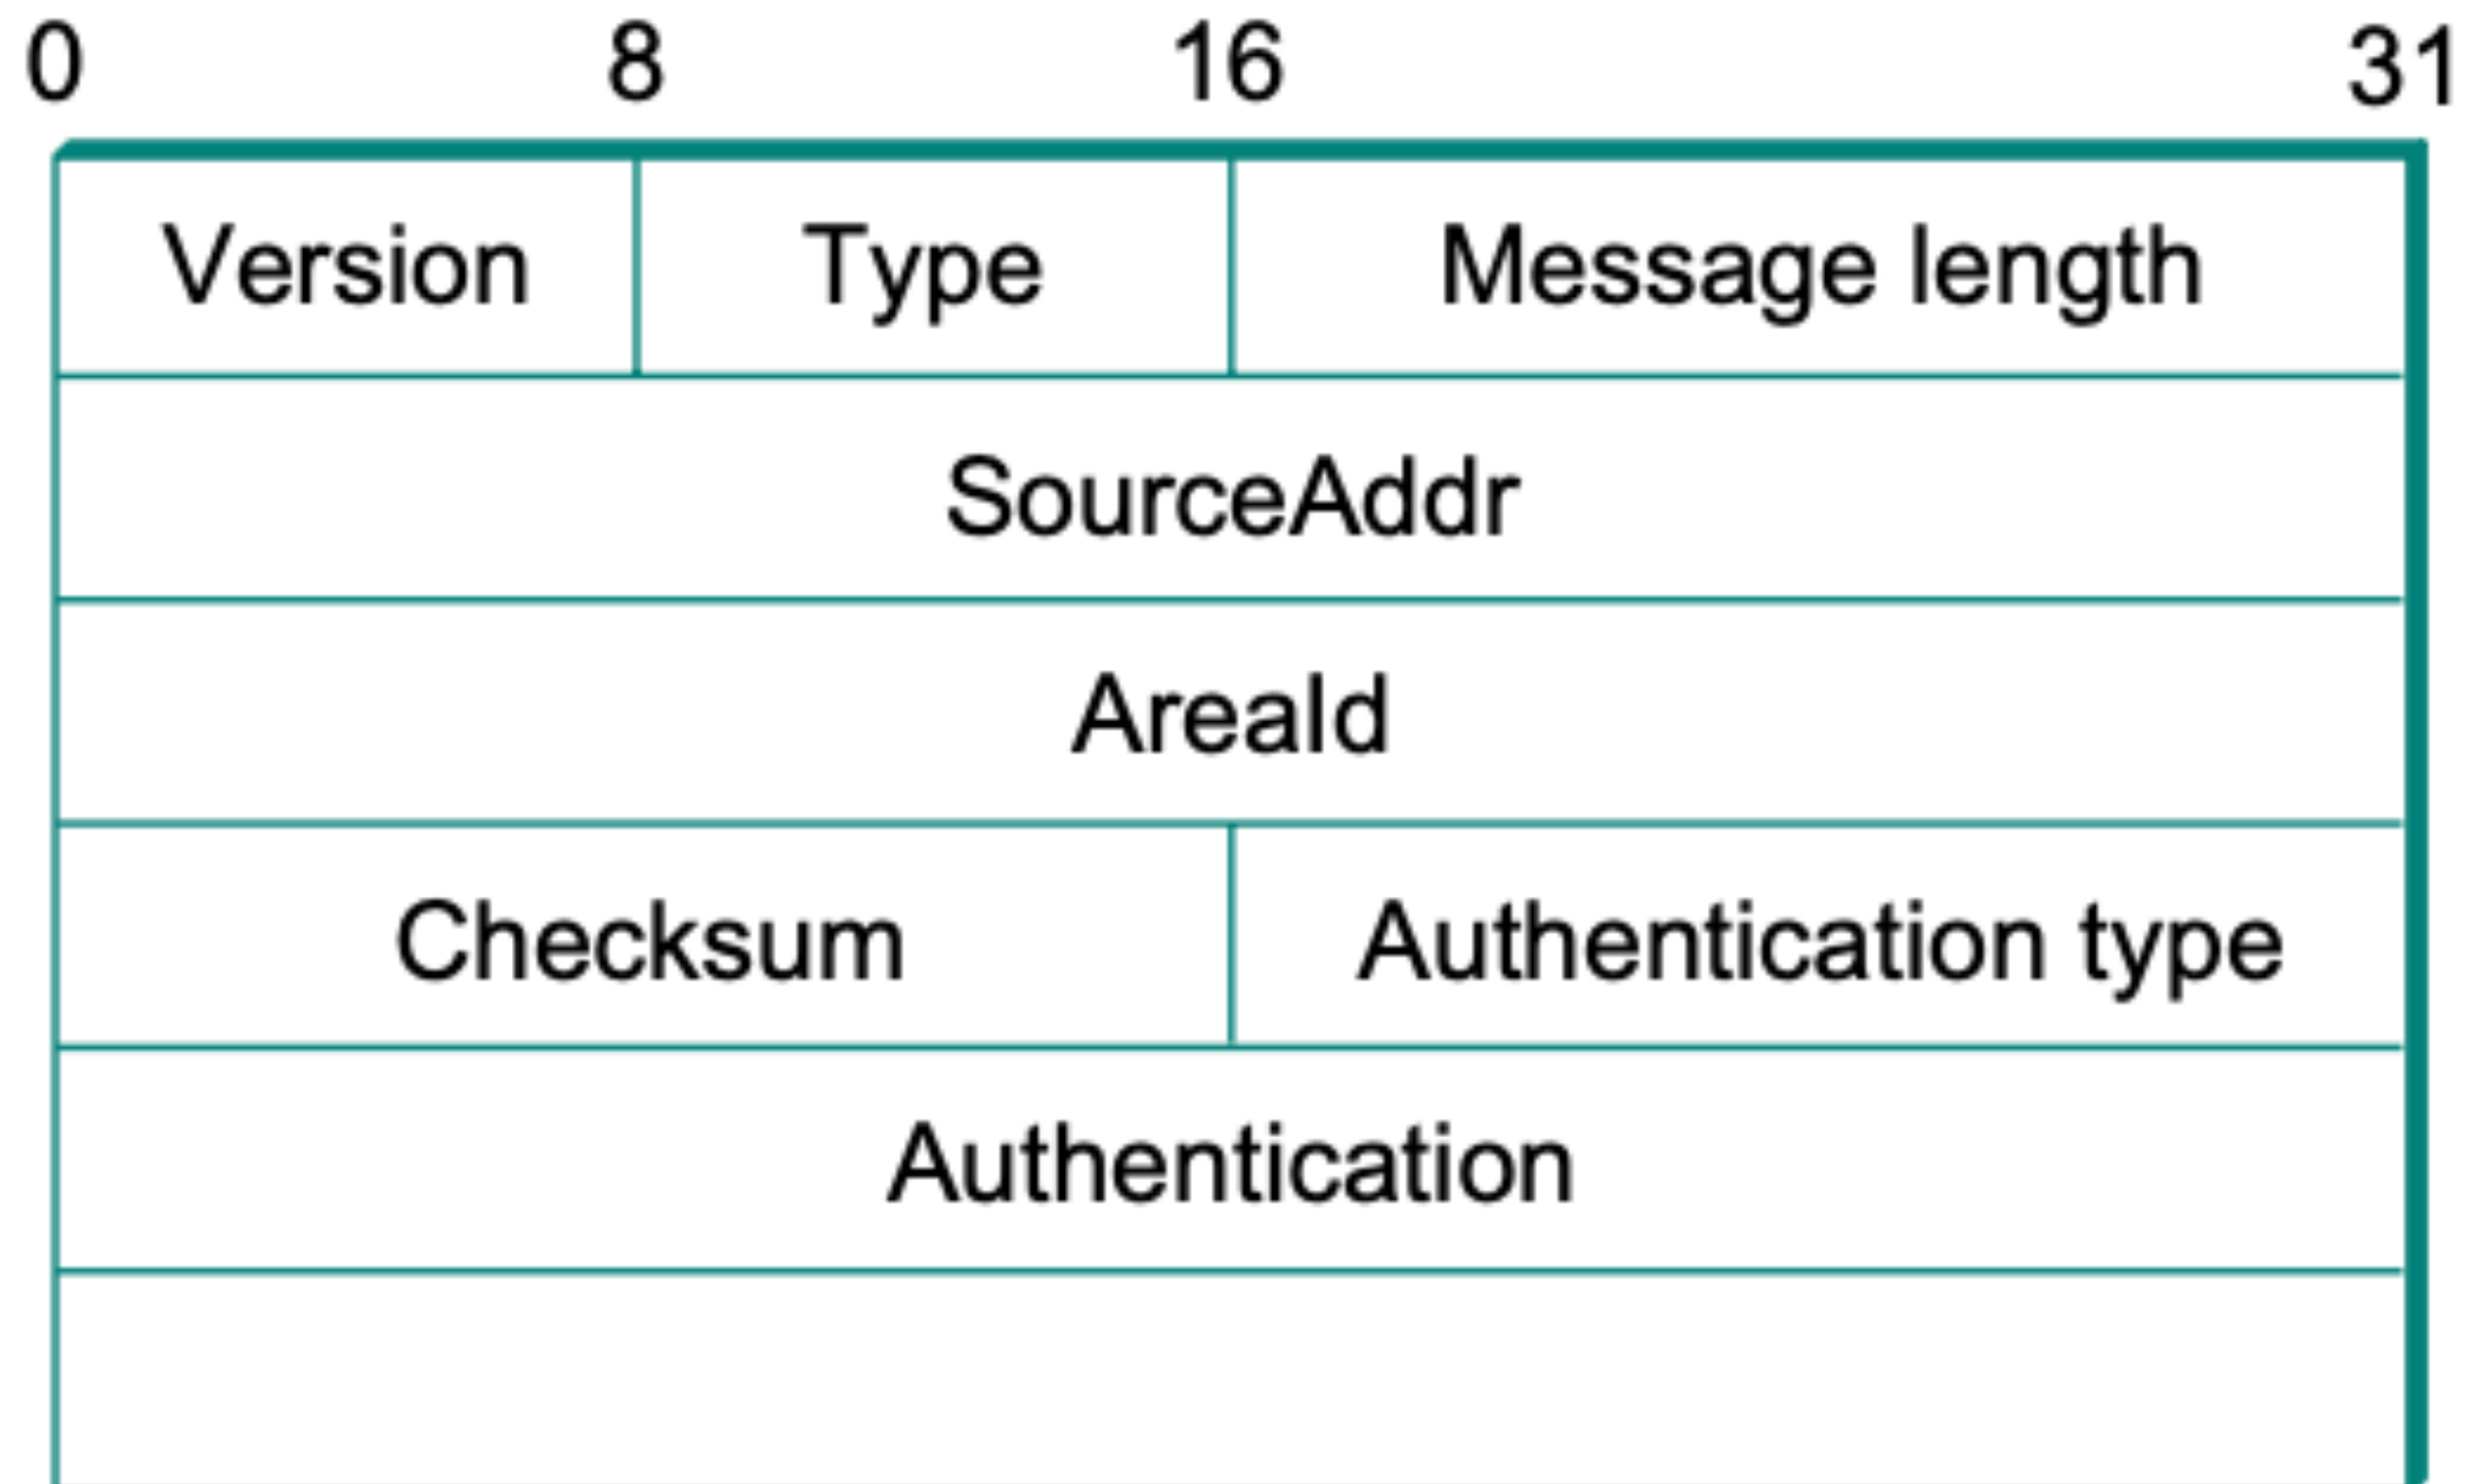 0 8 16 31
Version Type Message length
SourceAddr
AreaId
Checksum Authentication type
Authentication